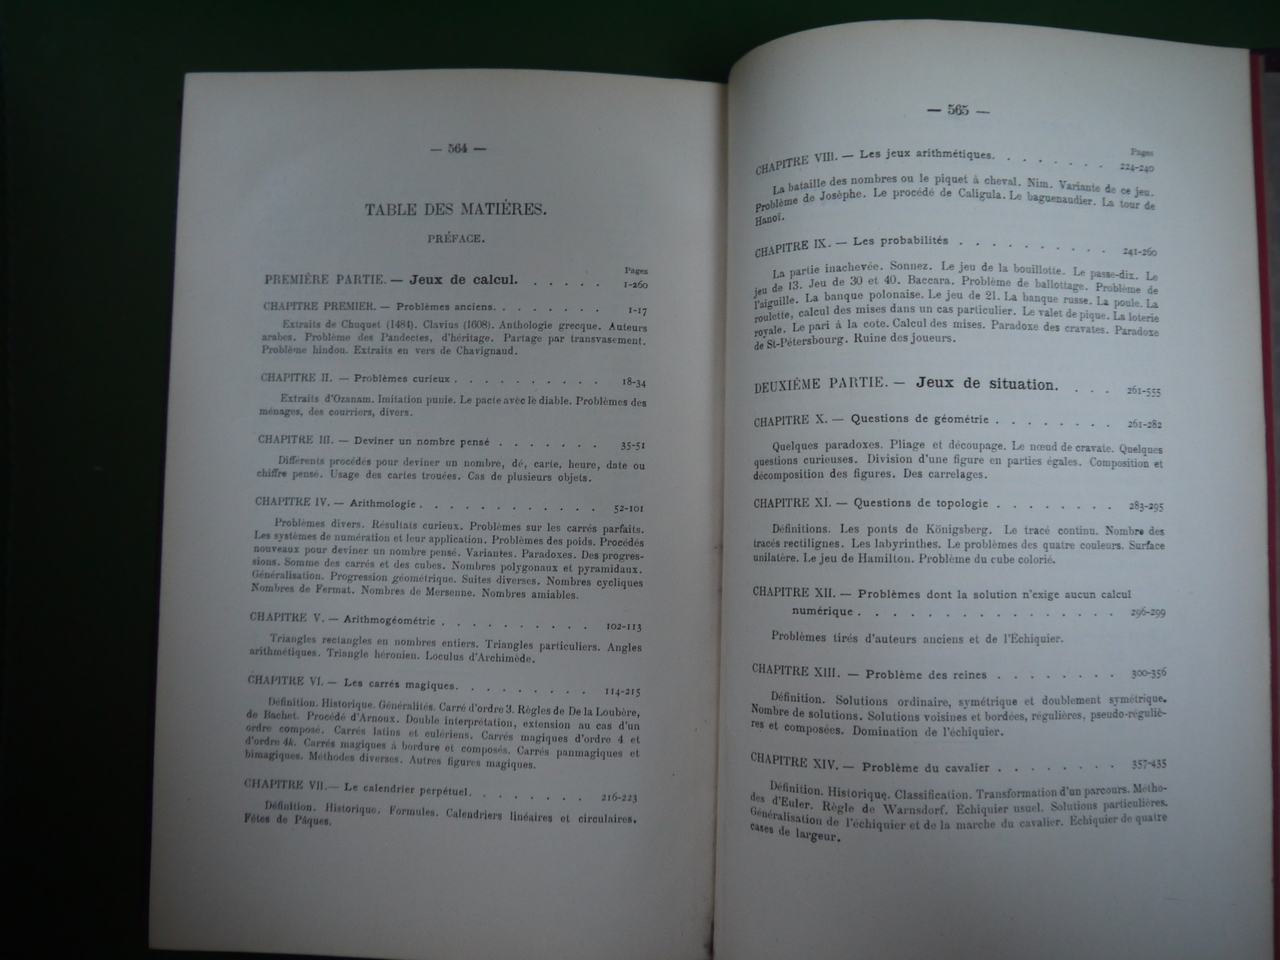 — 564 —
TABLE DES MATIÈRES.
PRÉFACE.
Pages
PREMIÈRE PARTIE. — Jeux de calcul. . . . . . 1-260
CHAPITRE PREMIER. — Problèmes anciens. . . . . . . . 1-17
Extraits de Chuquet (1484). Clavius (1608). Anthologie grecque. Auteurs
arabes. Problème des Pandectes, d'héritage. Partage par transvasement.
Problème hindou. Extraits en vers de Chavignaud.
CHAPITRE II. — Problèmes curieux . . . . . . . . . . 18-34
Extraits d'Ozanam. Imitation punie. Le pacte avec le diable. Problèmes des
ménages, des courriers, divers.
CHAPITRE III. — Deviner un nombre pensé . . . . . . . 35-51
Différents procédés pour deviner un nombre, dé, carte, heure, date ou
chiffre pensé. Usage des cartes trouées. Cas de plusieurs objets.
CHAPITRE IV. — Arithmologie . . . . . . . . . . . . 52-101
Problèmes divers. Résultats curieux. Problèmes sur les carrés parfaits.
Les systèmes de numération et leur application. Problèmes des poids. Procédés
nouveaux pour deviner un nombre pensé. Variantes. Paradoxes. Des progres-
sions. Somme des carrés et des cubes. Nombres polygonaux et pyramidaux.
Généralisation. Progression géométrique. Suites diverses. Nombres cycliques
Nombres de Fermat. Nombres de Mersenne. Nombres amiables.
CHAPITRE V. — Arithmogéométrie . . . . . . . . . . 102-113
Triangles rectangles en nombres entiers. Triangles particuliers. Angles
arithmétiques. Triangle héronien. Loculus d'Archimède.
CHAPITRE VI. — Les carrés magiques. . . . . . . . . 114-215
Définition. Historique. Généralités. Carré d'ordre 3. Règles de De la Loubère,
de Bachet. Procédé d'Arnoux. Double interprétation, extension au cas d'un
ordre composé. Carrés latins et eulériens. Carrés magiques d'ordre 4 et
d'ordre 4k. Carrés magiques à bordure et composés. Carrés panmagiques et
bimagiques. Méthodes diverses. Autres figures magiques.
CHAPITRE VII. — Le calendrier perpétuel. . . . . . . . 216-223
Définition. Historique. Formules. Calendriers linéaires et circulaires.
Fêtes de Pâques.
— 565 —
Pages
CHAPITRE VIII. — Les jeux arithmétiques. . . . . . . . 224-240
La bataille des nombres ou le piquet à cheval. Nim. Variante de ce jeu.
Problème de Josèphe. Le procédé de Caligula. Le baguenaudier. La tour de
Hanoï.
CHAPITRE IX. — Les probabilités . . . . . . . . . . 241-260
La partie inachevée. Sonnez. Le jeu de la bouillotte. Le passe-dix. Le
jeu de 13. Jeu de 30 et 40. Baccara. Problème de ballottage. Problème de
l'aiguille. La banque polonaise. Le jeu de 21. La banque russe. La poule. La
roulette, calcul des mises dans un cas particulier. Le valet de pique. La loterie
royale. Le pari à la cote. Calcul des mises. Paradoxe des cravates. Paradoxe
de St-Pétersbourg. Ruine des joueurs.
DEUXIÈME PARTIE. — Jeux de situation. . . . 261-555
CHAPITRE X. — Questions de géométrie . . . . . . . . 261-282
Quelques paradoxes. Pliage et découpage. Le nœud de cravate. Quelques
questions curieuses. Division d'une figure en parties égales. Composition et
décomposition des figures. Des carrelages.
CHAPITRE XI. — Questions de topologie . . . . . . . . 283-295
Définitions. Les ponts de Königsberg. Le tracé continu. Nombre des
tracés rectilignes. Les labyrinthes. Le problèmes des quatre couleurs. Surface
unilatère. Le jeu de Hamilton. Problème du cube colorié.
CHAPITRE XII. — Problèmes dont la solution n'exige aucun calcul
numérique . . . . . . . . . . . . . . . . 296-299
Problèmes tirés d'auteurs anciens et de l'Echiquier.
CHAPITRE XIII. — Problème des reines . . . . . . . . 300-356
Définition. Solutions ordinaire, symétrique et doublement symétrique.
Nombre de solutions. Solutions voisines et bordées, régulières, pseudo-réguliè-
res et composées. Domination de l'échiquier.
CHAPITRE XIV. — Problème du cavalier . . . . . . . . 357-435
Définition. Historique. Classification. Transformation d'un parcours. Métho-
des d'Euler. Règle de Warnsdorf. Echiquier usuel. Solutions particulières.
Généralisation de l'échiquier et de la marche du cavalier. Echiquier de quatre
cases de largeur.